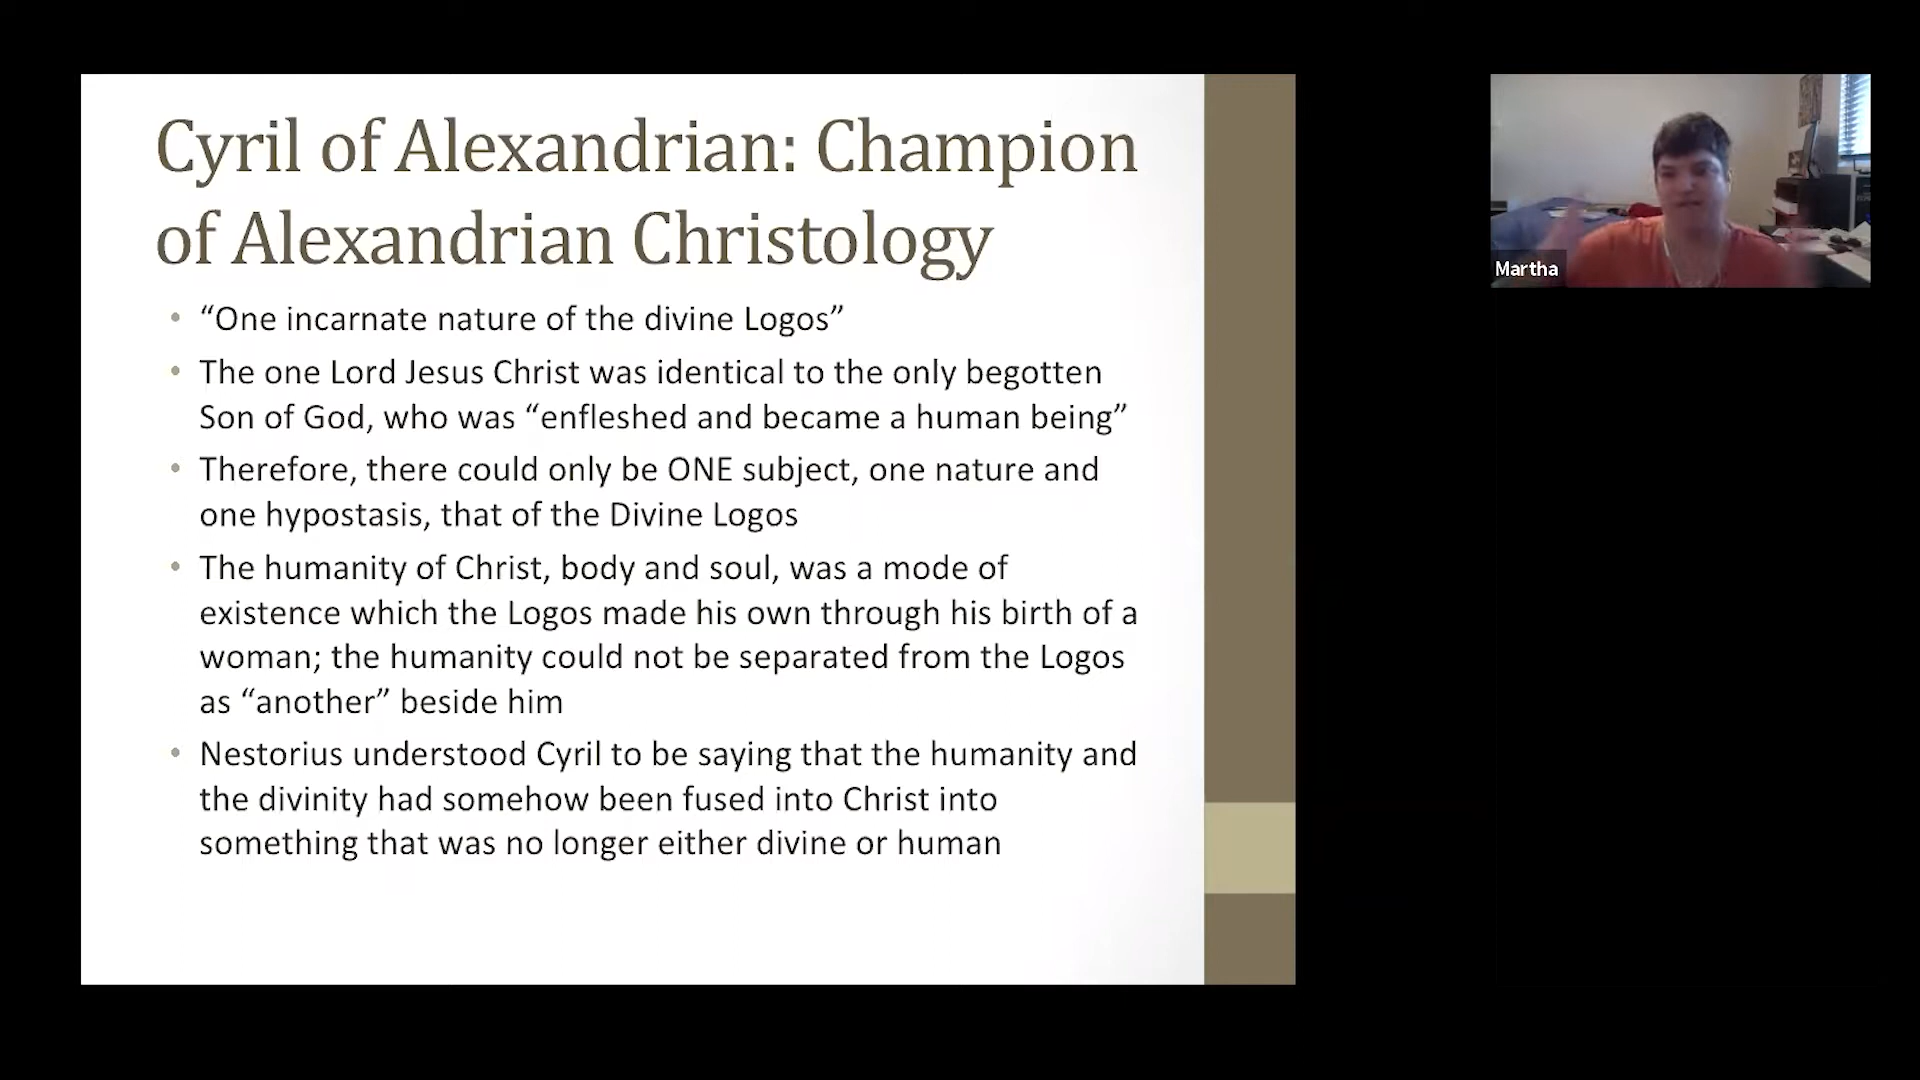 Cyril of Alexandrian: Champion
of Alexandrian Christology
• “One incarnate nature of the divine Logos”
• The one Lord Jesus Christ was identical to the only begotten
Son of God, who was “enfleshed and became a human being”
• Therefore, there could only be ONE subject, one nature and
one hypostasis, that of the Divine Logos
• The humanity of Christ, body and soul, was a mode of
existence which the Logos made his own through his birth of a
woman; the humanity could not be separated from the Logos
as “another” beside him
• Nestorius understood Cyril to be saying that the humanity and
the divinity had somehow been fused into Christ into
something that was no longer either divine or human
Martha